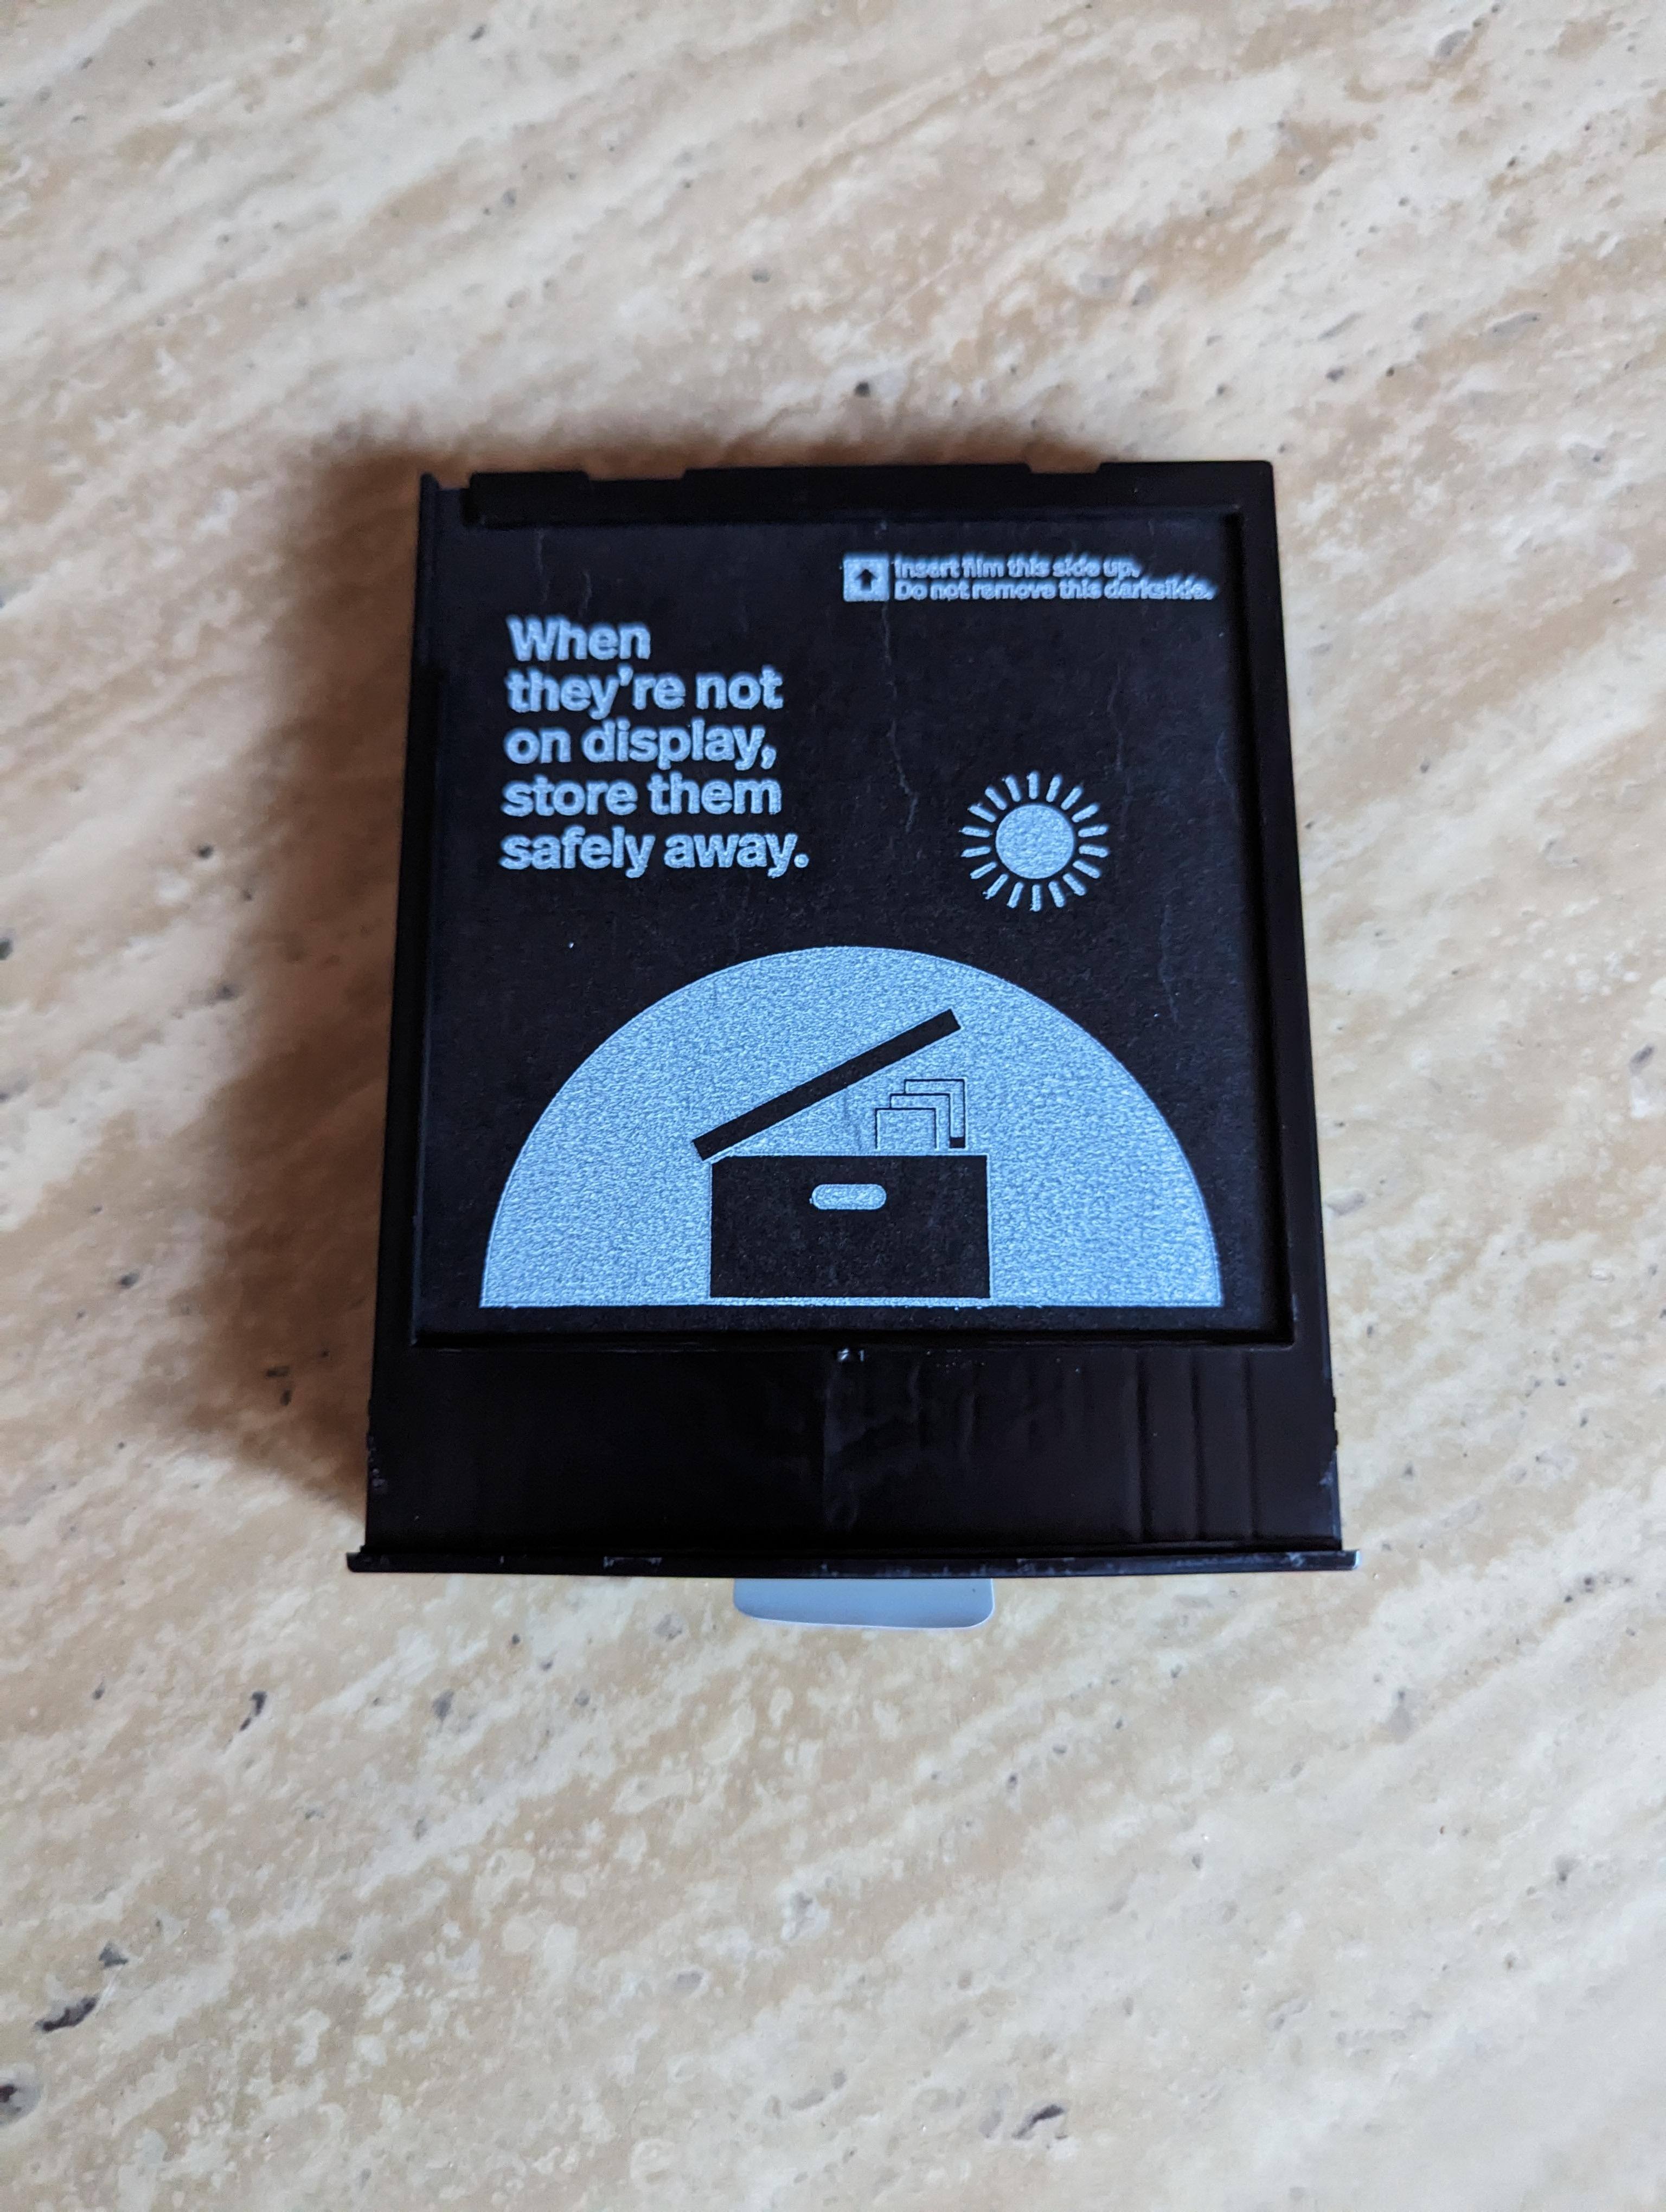 Insert film this side up.
Do not remove this darkslide.
When
they're not
on display,
store them
safely away.